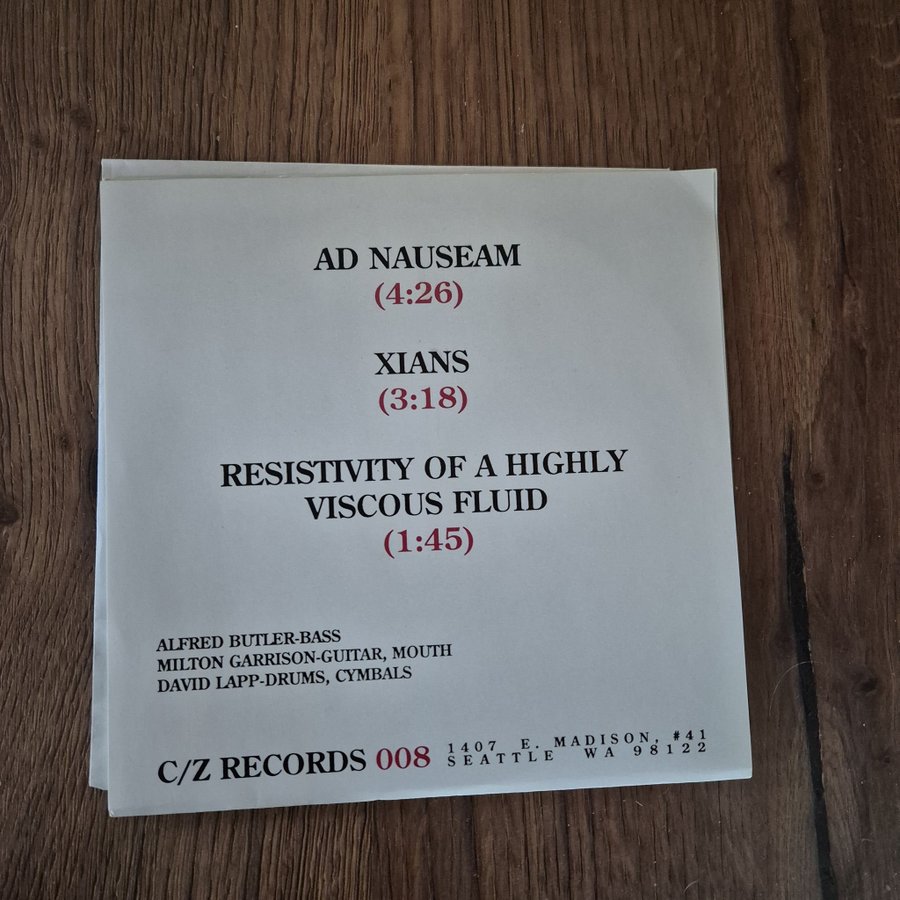 AD NAUSEAM
(4:26)
XIANS
(3:18)
RESISTIVITY OF A HIGHLY
VISCOUS FLUID
(1:45)
ALFRED BUTLER-BASS
MILTON GARRISON-GUITAR, MOUTH
DAVID LAPP-DRUMS, CYMBALS
C/Z RECORDS 008
1407 E. MADISON, #41
SEATTLE WA 98122